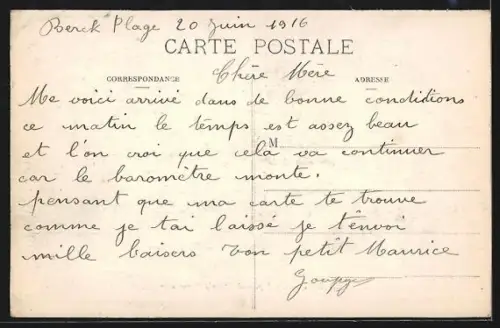 Berck Plage 20 Juin 1916
CARTE POSTALE
CORRESPONDANCE
Chère Mère
ADRESSE
Me voici arrivé dans de bonne conditions
ce matin le temps est assez beau
M
et l'on croi que cela va continuer
car le baromètre monte.
pensant que ma carte te trouve
comme je tai laissé je t'envoi
mille baisers Ton petit Maurice